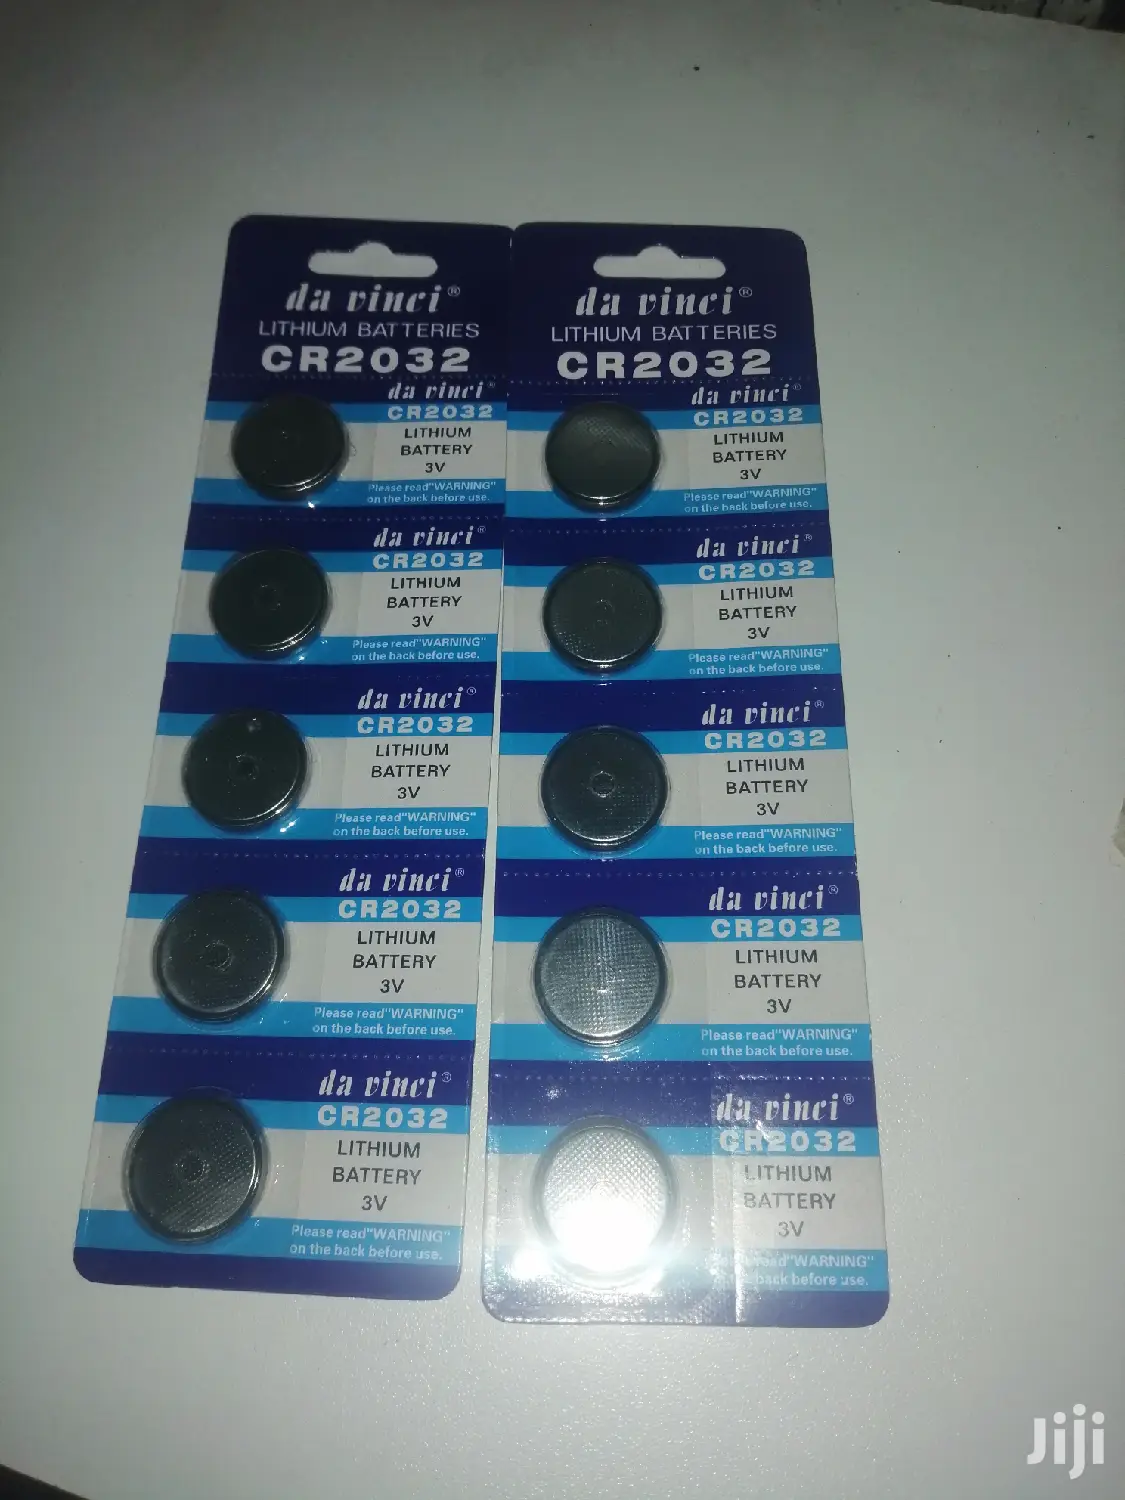 da vinci®
LITHIUM BATTERIES
CR2032
da vinci®
CR2032
LITHIUM
BATTERY
3V
Please read"WARNING"
on the back before use.
da vinci®
CR2032
LITHIUM
BATTERY
3V
Please read"WARNING"
on the back before use.
da vinci®
CR2032
LITHIUM
BATTERY
3V
Please read"WARNING"
on the back before use.
da vinci®
CR2032
LITHIUM
BATTERY
3V
Please read"WARNING"
on the back before use.
da vinci®
CR2032
LITHIUM
BATTERY
3V
Please read"WARNING"
on the back before use.
da vinci®
LITHIUM BATTERIES
CR2032
da vinci®
CR2032
LITHIUM
BATTERY
3V
Please read"WARNING"
on the back before use.
da vinci®
CR2032
LITHIUM
BATTERY
3V
Please read"WARNING"
on the back before use.
da vinci®
CR2032
LITHIUM
BATTERY
3V
Please read"WARNING"
on the back before use.
da vinci®
CR2032
LITHIUM
BATTERY
3V
Please read"WARNING"
on the back before use.
da vinci®
CR2032
LITHIUM
BATTERY
3V
read"WARNING"
back before use.
Jiji